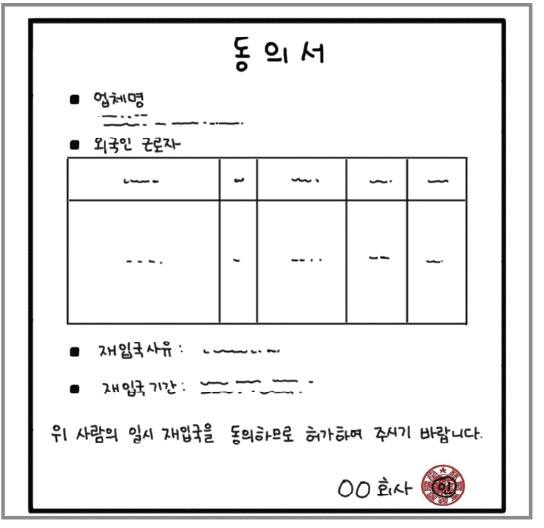 동의서
■ 업체명
■ 외국인 근로자
■ 재입국사유:
■ 재입국기간:
위 사람의 일시 재입국을 동의하므로 허가하여 주시기 바랍니다.
OO 회사 인